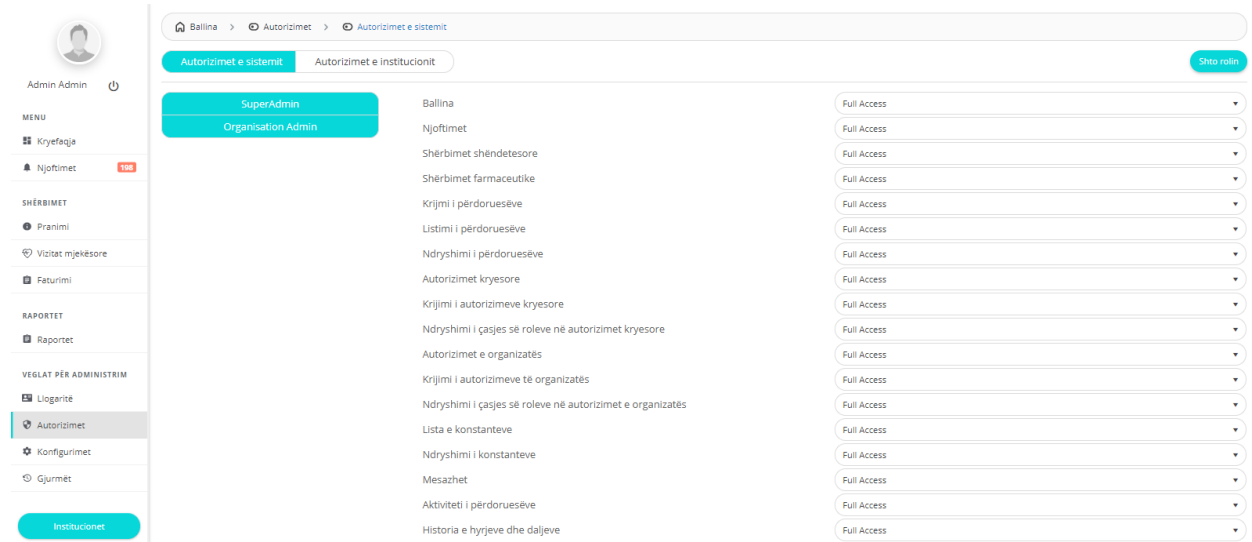 Admin Admin
MENU
Kryefaqja
Njoftimet 198
SHËRBIMET
Pranimi
Vizitat mjekësore
Faturimi
RAPORTET
Raportet
VEGLAT PËR ADMINISTRIM
Llogaritë
Autorizimet
Konfigurimet
Gjurmët
Institucionet
Ballina > Autorizimet > Autorizimet e sistemit
Autorizimet e sistemit Autorizimet e institucionit Shto rolin
SuperAdmin
Organisation Admin
Ballina Full Access
Njoftimet Full Access
Shërbimet shëndetesore Full Access
Shërbimet farmaceutike Full Access
Krijmi i përdoruesëve Full Access
Listimi i përdoruesëve Full Access
Ndryshimi i përdoruesëve Full Access
Autorizimet kryesore Full Access
Krijimi i autorizimeve kryesore Full Access
Ndryshimi i çasjes së roleve në autorizimet kryesore Full Access
Autorizimet e organizatës Full Access
Krijimi i autorizimeve të organizatës Full Access
Ndryshimi i çasjes së roleve në autorizimet e organizatës Full Access
Lista e konstanteve Full Access
Ndryshimi i konstanteve Full Access
Mesazhet Full Access
Aktiviteti i përdoruesëve Full Access
Historia e hyrjeve dhe daljeve Full Access